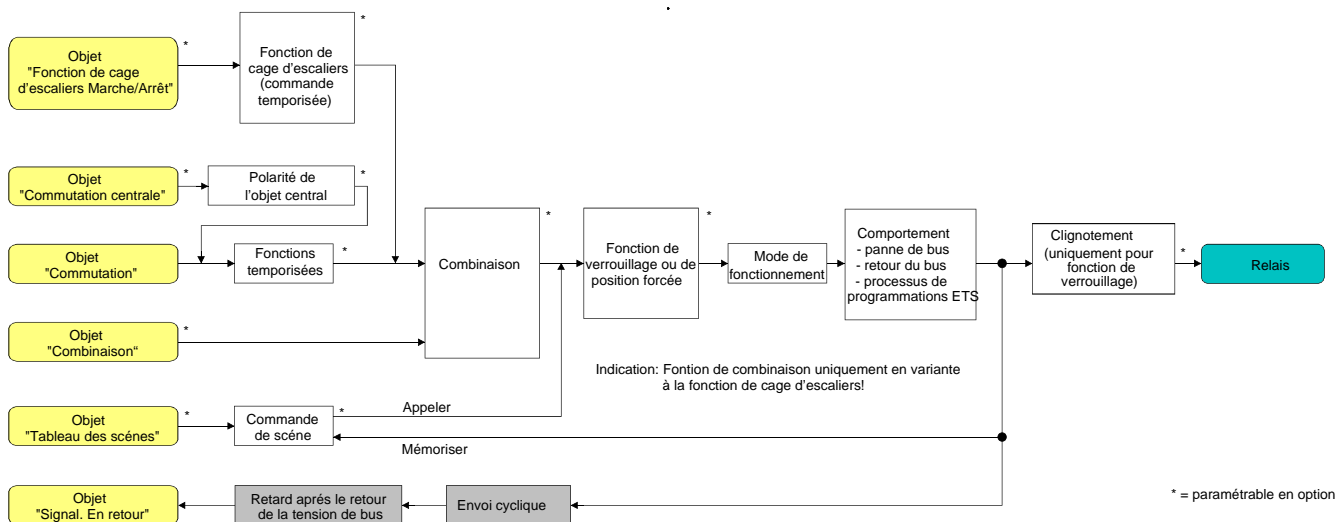 Objet
"Fonction de cage
d'escaliers Marche/Arrêt"
*
Fonction de
cage d'escaliers
(commande
temporisée)
*
Objet
"Commutation centrale"
*
Polarité de
l'objet central
*
Objet
"Commutation"
Fonctions
temporisées
*
Combinaison
*
Fonction de
verrouillage ou de
position forcée
*
Mode de
fonctionnement
Comportement
- panne de bus
- retour du bus
- processus de
programmations ETS
Clignotement
(uniquement pour
fonction de
verrouillage)
*
Relais
Objet
"Combinaison“
*
Indication: Fontion de combinaison uniquement en variante
à la fonction de cage d'escaliers!
Objet
"Tableau des scénes"
*
Commande
de scéne
*
Appeler
Mémoriser
Objet
"Signal. En retour"
Retard aprés le retour
de la tension de bus
Envoi cyclique
* = paramétrable en option